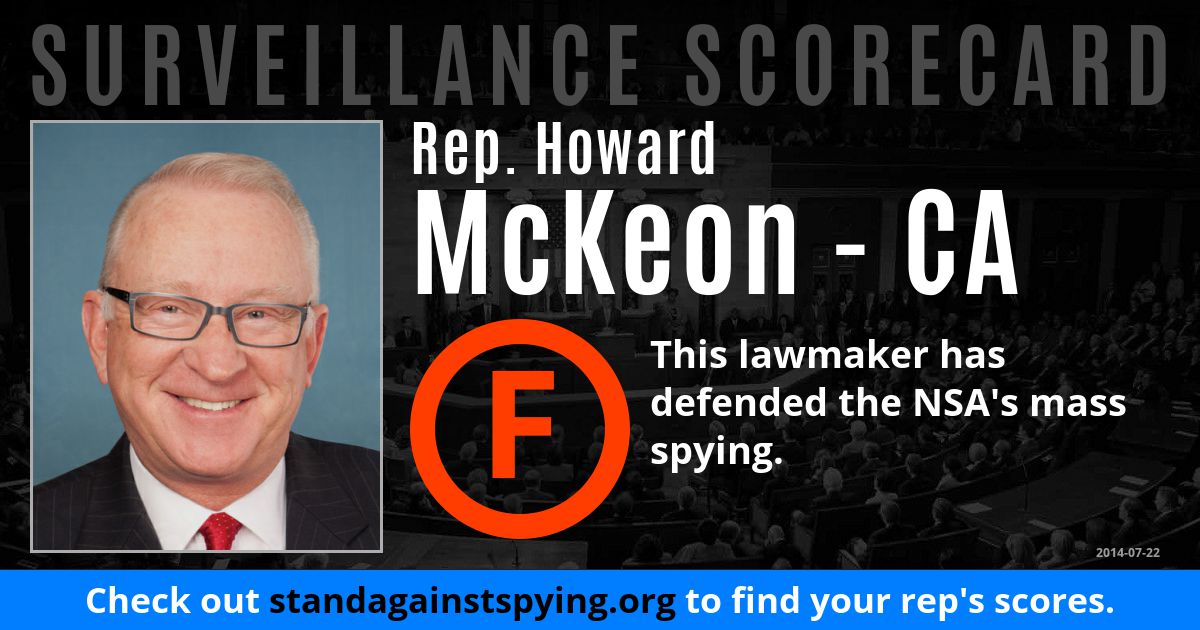 SURVEILLANCE SCORECARD
Rep. Howard
McKeon - CA
F
This lawmaker has
defended the NSA's mass
spying.
2014-07-22
Check out standagainstspying.org to find your rep's scores.